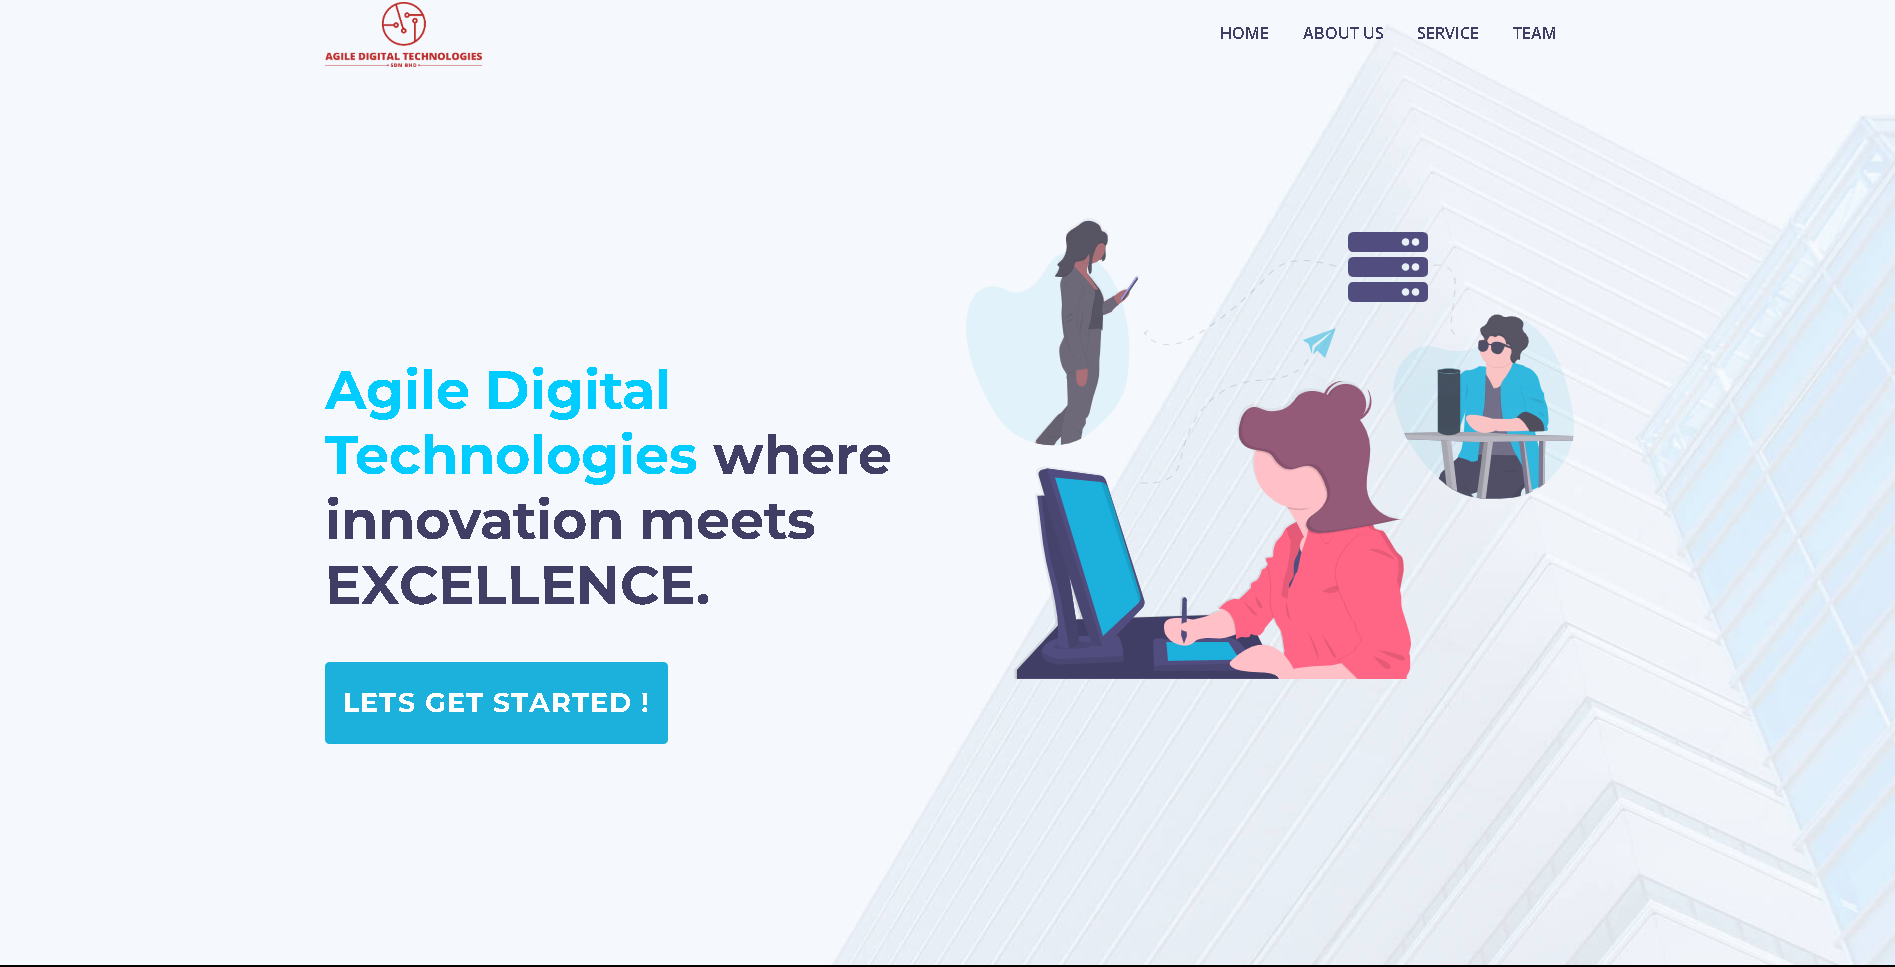 AGILE DIGITAL TECHNOLOGIES
SDN BHD
HOME ABOUT US SERVICE TEAM
Agile Digital
Technologies where
innovation meets
EXCELLENCE.
LETS GET STARTED !